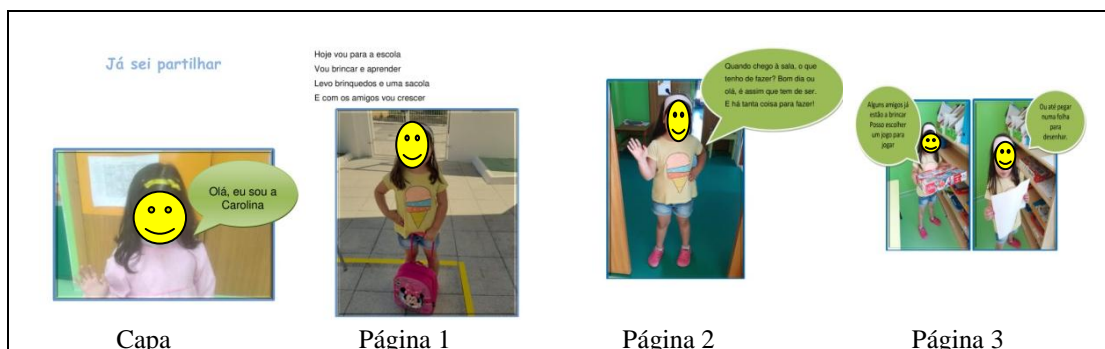 Já sei partilhar
Olá, eu sou a
Carolina
Capa
Hoje vou para a escola
Vou brincar e aprender
Levo brinquedos e uma sacola
E com os amigos vou crescer
Página 1
Quando chego à sala, o que
tenho de fazer? Bom dia ou
olá, é assim que tem de ser.
E há tanta coisa para fazer!
Página 2
Alguns amigos já
estão a brincar
Posso escolher
um jogo para
jogar
Ou até pegar
numa folha
para
desenhar.
Página 3